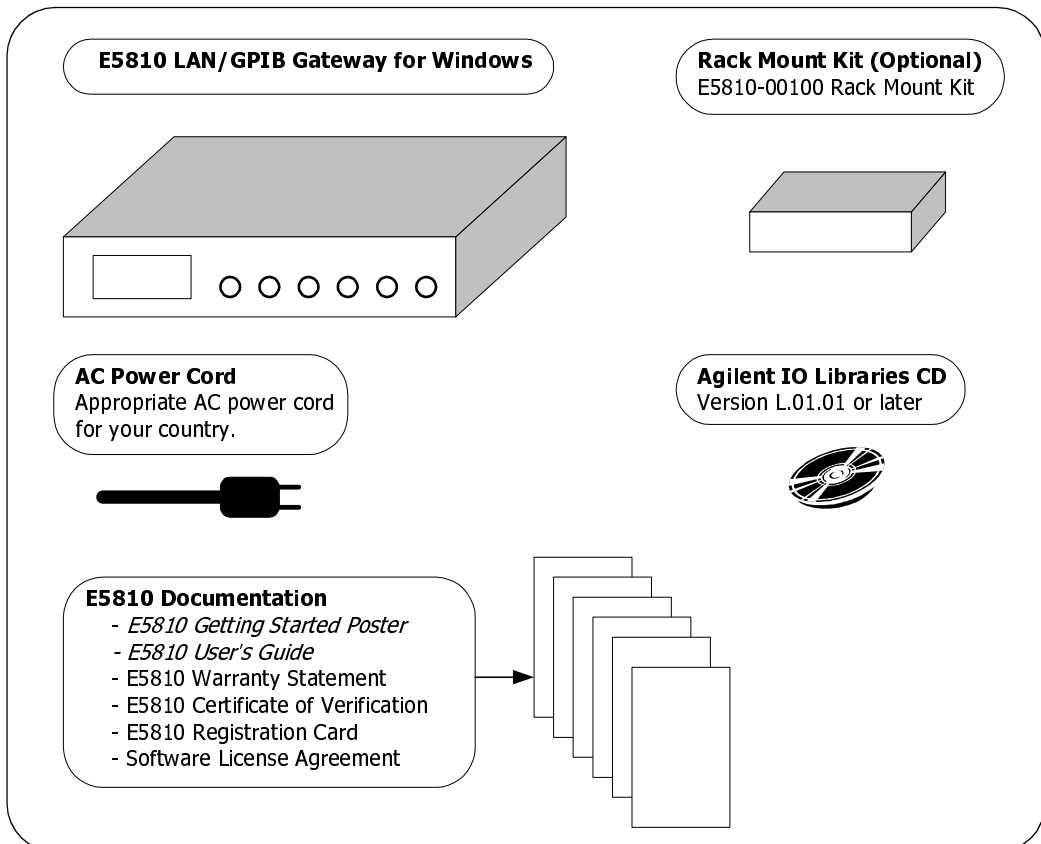 E5810 LAN/GPIB Gateway for Windows
Rack Mount Kit (Optional)
E5810-00100 Rack Mount Kit
AC Power Cord
Appropriate AC power cord
for your country.
Agilent IO Libraries CD
Version L.01.01 or later
E5810 Documentation
- E5810 Getting Started Poster
- E5810 User's Guide
- E5810 Warranty Statement
- E5810 Certificate of Verification
- E5810 Registration Card
- Software License Agreement